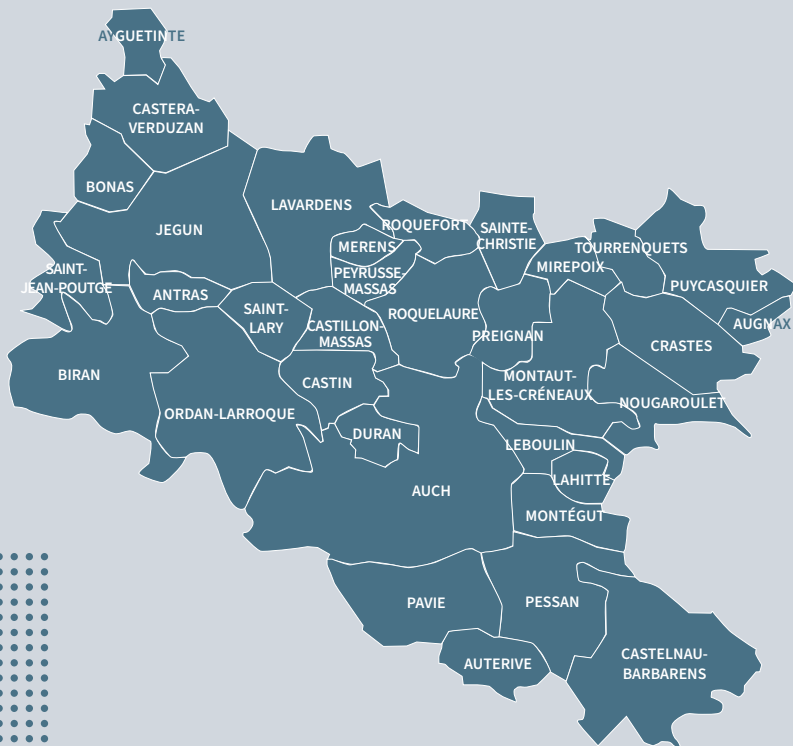 AYGUETINTE
CASTERA-
VERDUZAN
BONAS
JEGUN
LAVARDENS
ROQUEFORT
SAINTE-
CHRISTIE
MERENS
MIREPOIX
TOURRENQUETS
PUYCASQUIER
SAINT-
JEAN-POUTGE
PEYRUSSE-
MASSAS
ANTRAS
SAINT-
LARY
CASTILLON-
MASSAS
ROQUELAURE
PREIGNAN
AUGNAX
CRASTES
BIRAN
CASTIN
MONTAUT-
LES-CRÉNEAUX
NOUGAROULET
ORDAN-LARROQUE
DURAN
LEBOULIN
LAHITTE
AUCH
MONTÉGUT
PAVIE
PESSAN
AUTERIVE
CASTELNAU-
BARBARENS